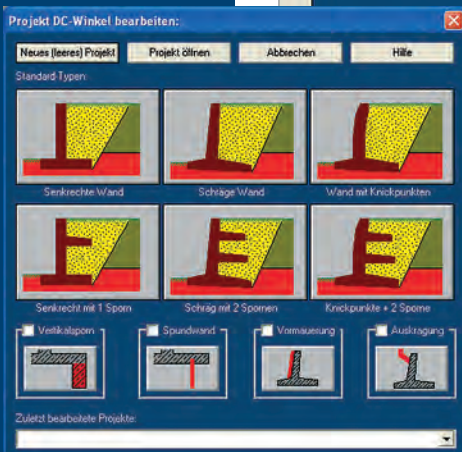 Projekt DC-Winkel bearbeiten:
Neues (leeres) Projekt Projekt öffnen Abbrechen Hilfe
Standard-Typen:
Senkrechte Wand Schräge Wand Wand mit Knickpunkten
Senkrecht mit 1 Sporn Schräg mit 2 Spornen Knickpunkte + 2 Sporne
Vertikalsporn Spundwand Vormauerung Auskragung
Zuletzt bearbeitete Projekte: